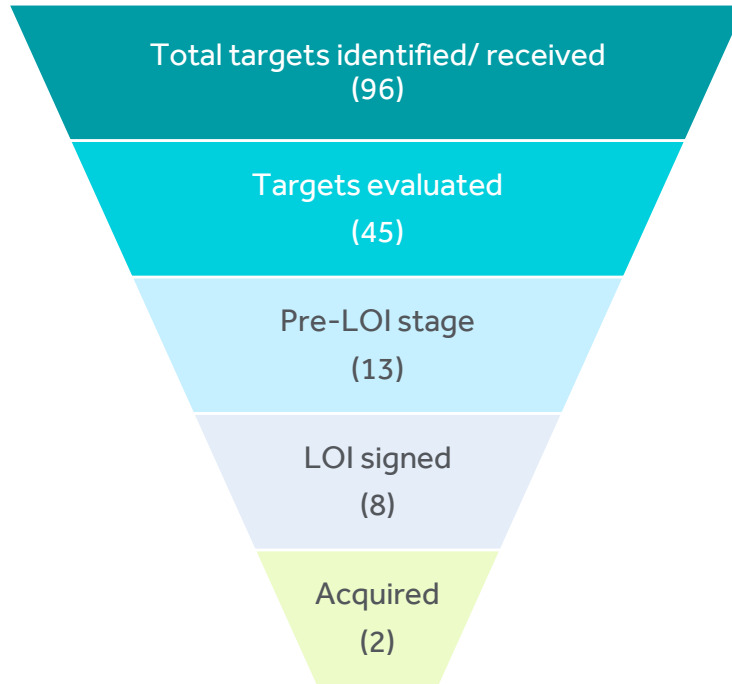 Total targets identified/ received
(96)
Targets evaluated
(45)
Pre-LOI stage
(13)
LOI signed
(8)
Acquired
(2)